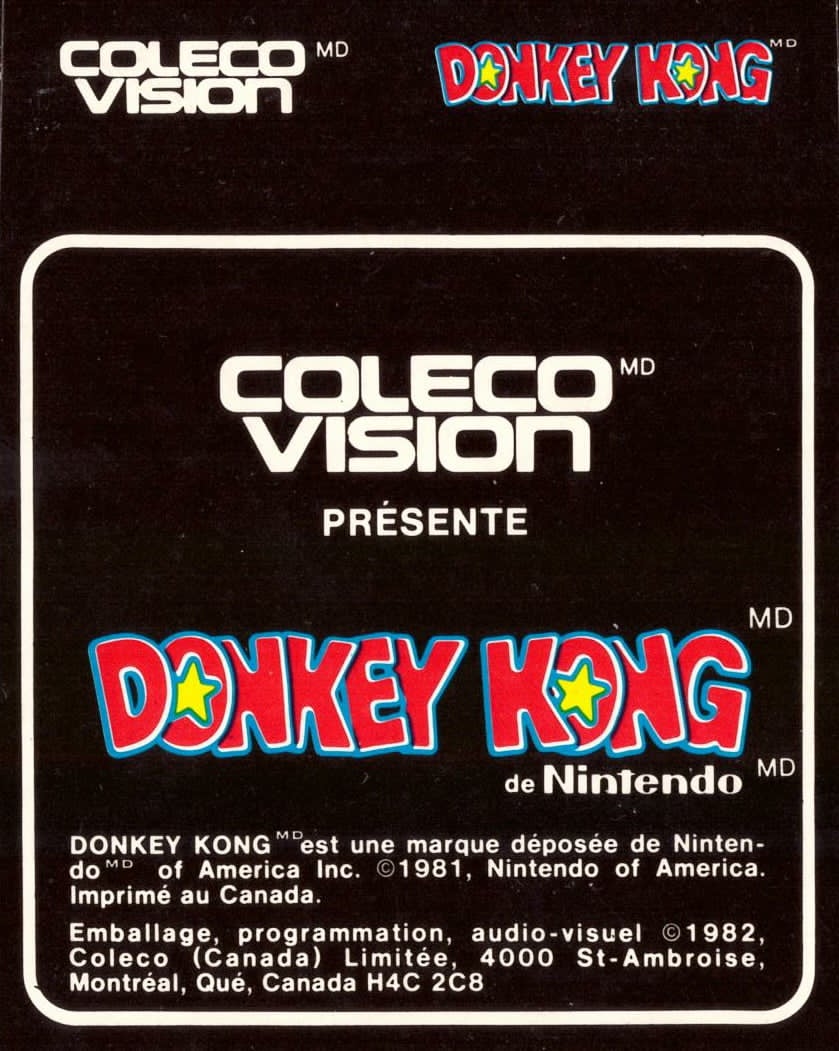 COLECO MD DONKEY KONG MD
VISION
COLECO MD
VISION
PRÉSENTE
DONKEY KONG MD
de Nintendo MD
DONKEY KONG MD est une marque déposée de Ninten-
do MD of America Inc. ©1981, Nintendo of America.
Imprimé au Canada.
Emballage, programmation, audio-visuel ©1982,
Coleco (Canada) Limitée, 4000 St-Ambroise,
Montréal, Qué, Canada H4C 2C8